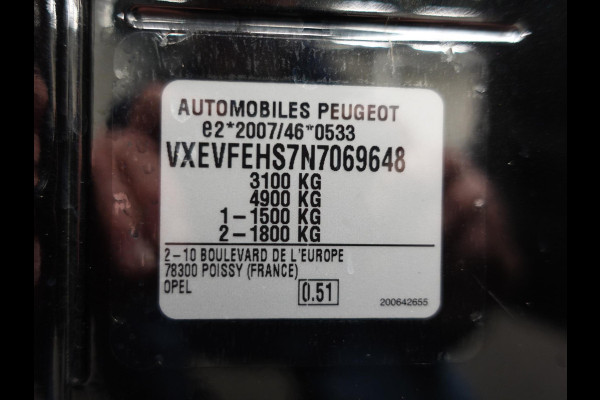 AUTOMOBILES PEUGEOT
e2*2007/46*0533
VXEVFEHS7N7069648
3100 KG
4900 KG
1-1500 KG
2-1800 KG
2-10 BOULEVARD DE L'EUROPE
78300 POISSY (FRANCE)
OPEL
0.51
200642655